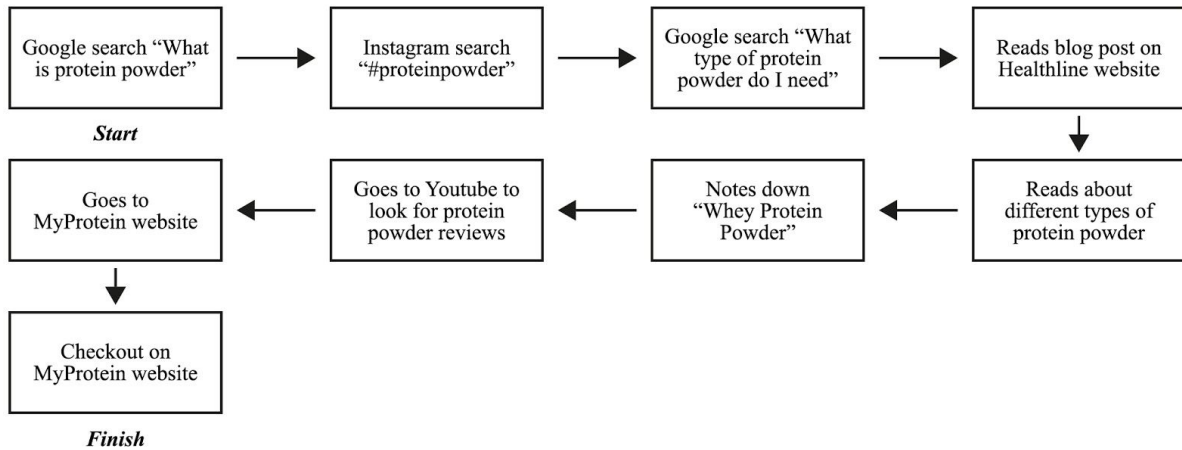 Google search “What
is protein powder”
Start
Instagram search
“#proteinpowder”
Google search “What
type of protein
powder do I need”
Reads blog post on
Healthline website
Reads about
different types of
protein powder
Notes down
“Whey Protein
Powder”
Goes to Youtube to
look for protein
powder reviews
Goes to
MyProtein website
Checkout on
MyProtein website
Finish